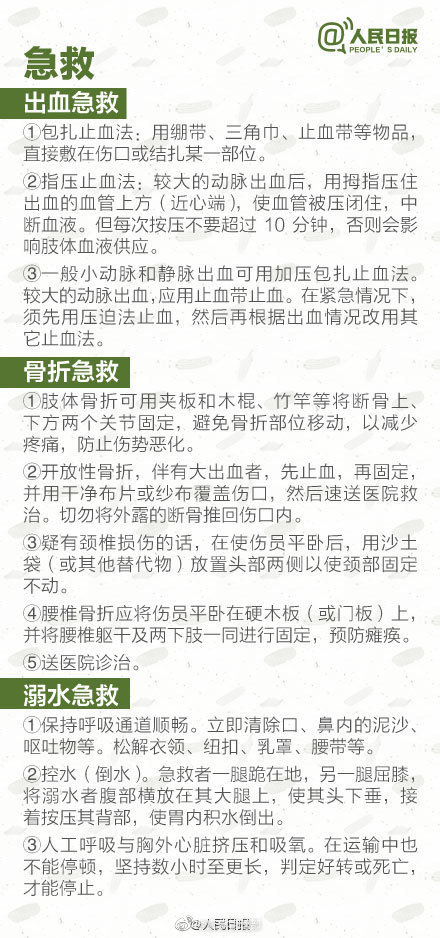 @人民日报
PEOPLE'S DAILY
急救
出血急救
①包扎止血法：用绷带、三角巾、止血带等物品，
直接敷在伤口或结扎某一部位。
②指压止血法：较大的动脉出血后，用拇指压住
出血的血管上方（近心端），使血管被压闭住，中
断血液。但每次按压不要超过 10 分钟，否则会影
响肢体血液供应。
③一般小动脉和静脉出血可用加压包扎止血法。
较大的动脉出血，应用止血带止血。在紧急情况下，
须先用压迫法止血，然后再根据出血情况改用其
它止血法。
骨折急救
①肢体骨折可用夹板和木棍、竹竿等将断骨上、
下方两个关节固定，避免骨折部位移动，以减少
疼痛，防止伤势恶化。
②开放性骨折，伴有大出血者，先止血，再固定，
并用干净布片或纱布覆盖伤口，然后速送医院救
治。切勿将外露的断骨推回伤口内。
③疑有颈椎损伤的话，在使伤员平卧后，用沙土
袋（或其他替代物）放置头部两侧以使颈部固定
不动。
④腰椎骨折应将伤员平卧在硬木板（或门板）上，
并将腰椎躯干及两下肢一同进行固定，预防瘫痪。
⑤送医院诊治。
溺水急救
①保持呼吸通道顺畅。立即清除口、鼻内的泥沙、
呕吐物等。松解衣领、纽扣、乳罩、腰带等。
②控水（倒水）。急救者一腿跪在地，另一腿屈膝，
将溺水者腹部横放在其大腿上，使其头下垂，接
着按压其背部，使胃内积水倒出。
③人工呼吸与胸外心脏挤压和吸氧。在运输中也
不能停顿，坚持数小时至更长，判定好转或死亡，
才能停止。
@人民日报